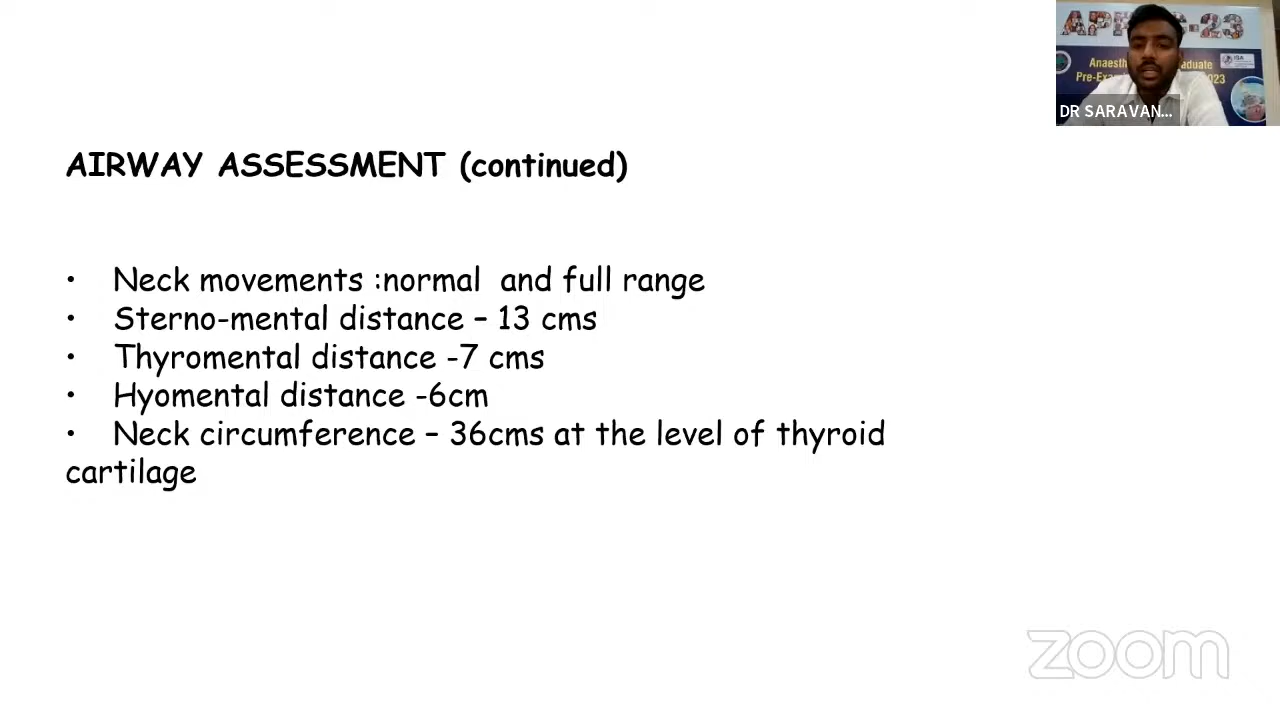 AIRWAY ASSESSMENT (continued)
• Neck movements :normal and full range
• Sterno-mental distance – 13 cms
• Thyromental distance -7 cms
• Hyomental distance -6cm
• Neck circumference – 36cms at the level of thyroid
cartilage
DR SARAVAN...
zoom